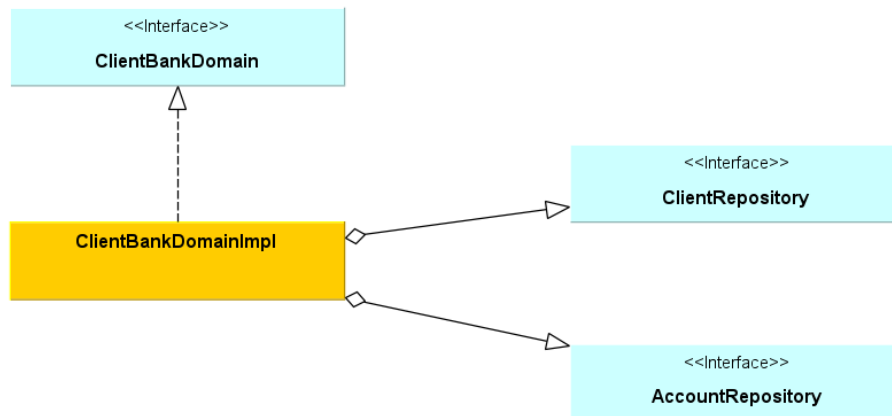 <<Interface>>
ClientBankDomain
<<Interface>>
ClientRepository
ClientBankDomainImpl
<<Interface>>
AccountRepository